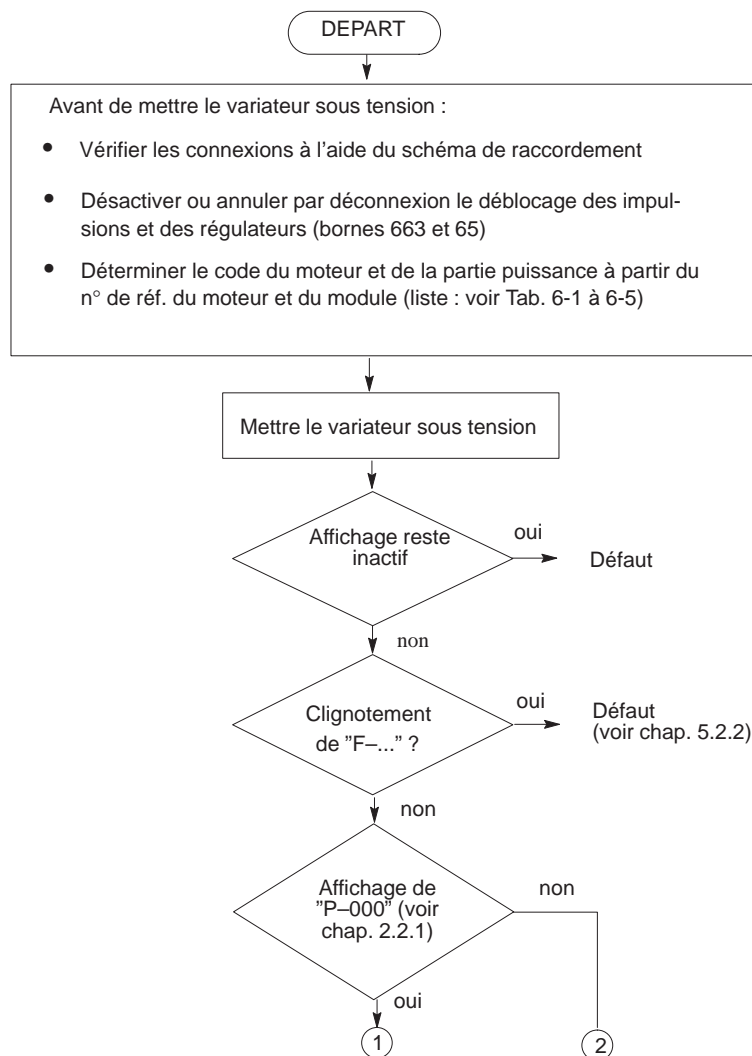 DEPART
Avant de mettre le variateur sous tension :
• Vérifier les connexions à l'aide du schéma de raccordement
• Désactiver ou annuler par déconnexion le déblocage des impul-
sions et des régulateurs (bornes 663 et 65)
• Déterminer le code du moteur et de la partie puissance à partir du
n° de réf. du moteur et du module (liste : voir Tab. 6-1 à 6-5)
Mettre le variateur sous tension
Affichage reste
inactif
oui
Défaut
non
Clignotement
de ”F–...” ?
oui
Défaut
(voir chap. 5.2.2)
non
Affichage de
”P–000” (voir
chap. 2.2.1)
non
oui
1
2